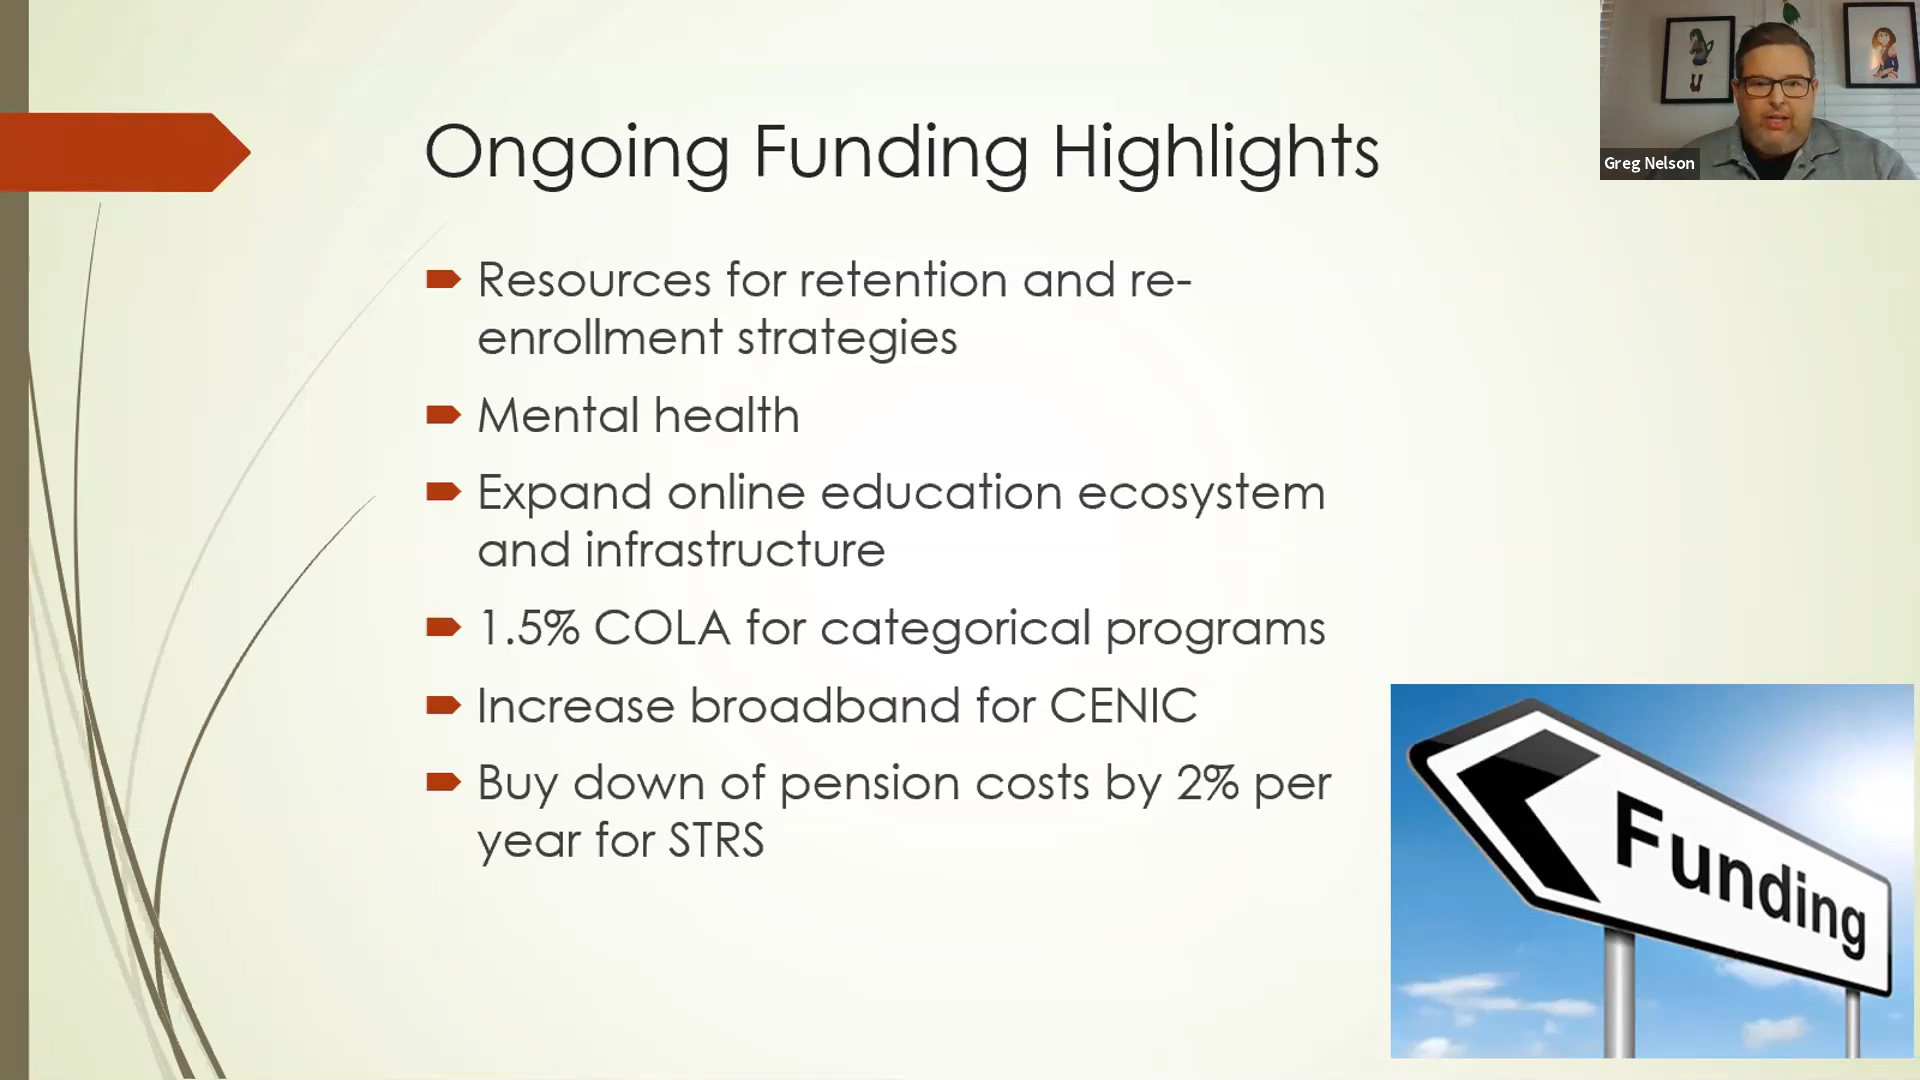 Ongoing Funding Highlights
Resources for retention and re-
enrollment strategies
Mental health
Expand online education ecosystem
and infrastructure
1.5% COLA for categorical programs
Increase broadband for CENIC
Buy down of pension costs by 2% per
year for STRS
Greg Nelson
Funding